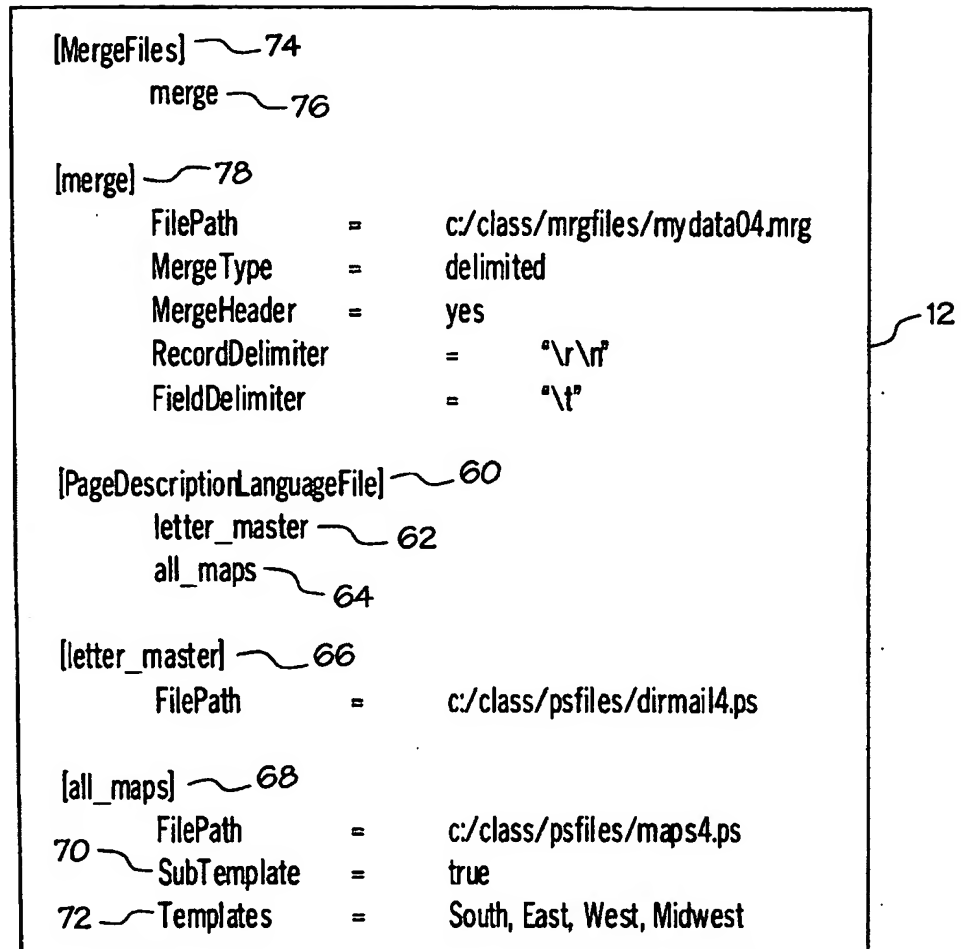 [MergeFiles] 74
merge 76
[merge] 78
FilePath = c:/class/mrgfiles/mydata04.mrg
MergeType = delimited
MergeHeader = yes
RecordDelimiter = "\r\n"
FieldDelimiter = "\t"
12
[PageDescriptionLanguageFile] 60
letter_master 62
all_maps 64
[letter_master] 66
FilePath = c:/class/psfiles/dirmail4.ps
[all_maps] 68
FilePath = c:/class/psfiles/maps4.ps
70 SubTemplate = true
72 Templates = South, East, West, Midwest